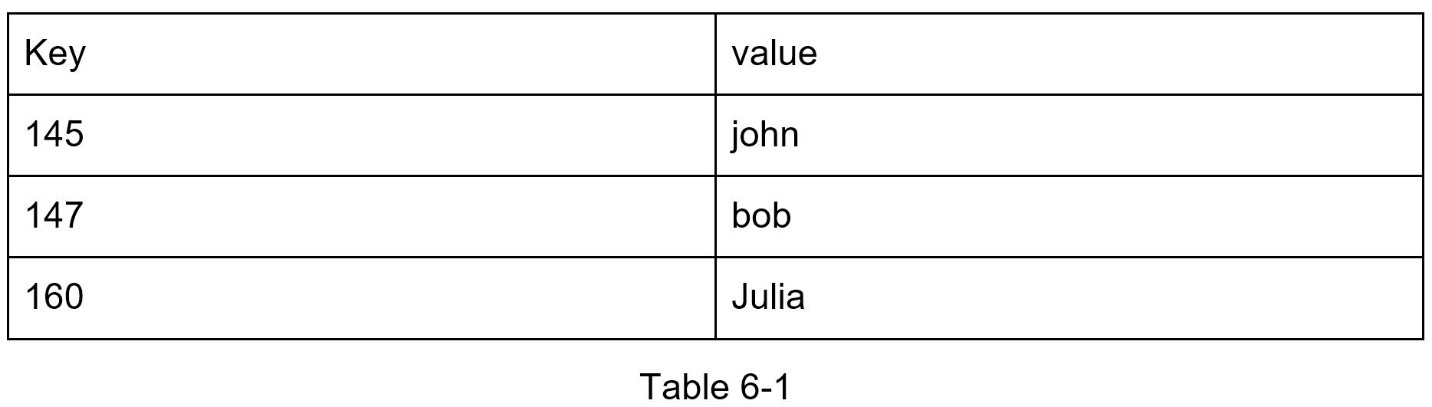 Key value
145 john
147 bob
160 Julia
Table 6-1